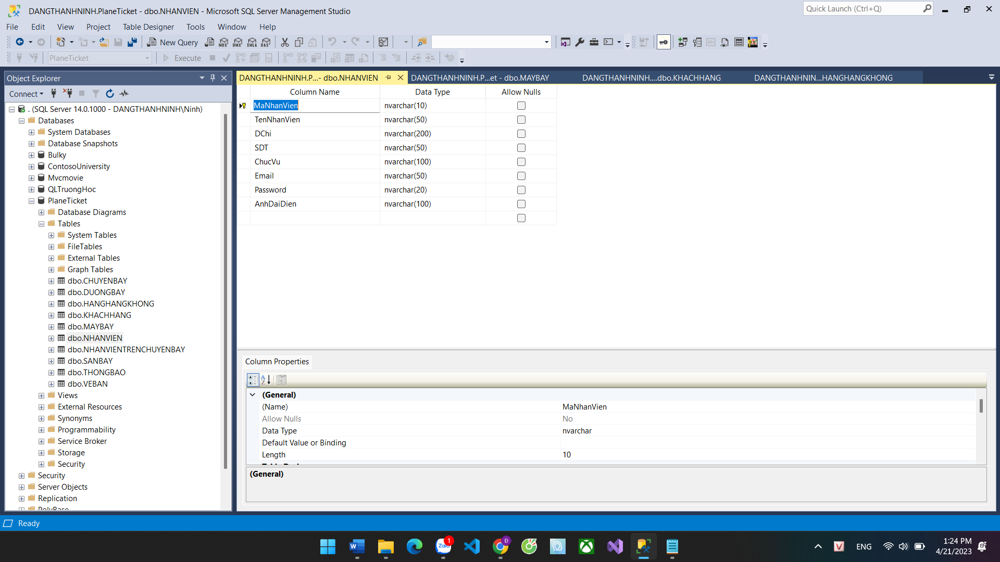 DANGTHANHNINH.PlaneTicket - dbo.NHANVIEN - Microsoft SQL Server Management Studio
Quick Launch (Ctrl+Q)
File Edit View Project Table Designer Tools Window Help
New Query MDX DMX XMLA DAX
PlaneTicket Execute
Object Explorer
Connect
. (SQL Server 14.0.1000 - DANGTHANHNINH\Ninh)
Databases
System Databases
Database Snapshots
Bulky
ContosoUniversity
Mvcmovie
QLTruongHoc
PlaneTicket
Database Diagrams
Tables
System Tables
FileTables
External Tables
Graph Tables
dbo.CHUYENBAY
dbo.DUONGBAY
dbo.HANGHANGKHONG
dbo.KHACHHANG
dbo.MAYBAY
dbo.NHANVIEN
dbo.NHANVIENTRENCHUYENBAY
dbo.SANBAY
dbo.THONGBAO
dbo.VEBAN
Views
External Resources
Synonyms
Programmability
Service Broker
Storage
Security
Security
Server Objects
Replication
PolyBase
DANGTHANHNINH.P...- dbo.NHANVIEN DANGTHANHNINH.P...et - dbo.MAYBAY DANGTHANHNINH....dbo.KHACHHANG DANGTHANHNIN...HANGHANGKHONG
Column Name Data Type Allow Nulls
MaNhanVien nvarchar(10)
TenNhanVien nvarchar(50)
DChi nvarchar(200)
SDT nvarchar(50)
ChucVu nvarchar(100)
Email nvarchar(50)
Password nvarchar(20)
AnhDaiDien nvarchar(100)
Column Properties
(General)
(Name) MaNhanVien
Allow Nulls No
Data Type nvarchar
Default Value or Binding
Length 10
(General)
Ready
Zalo 1 Đ
ENG
1:24 PM
4/21/2023